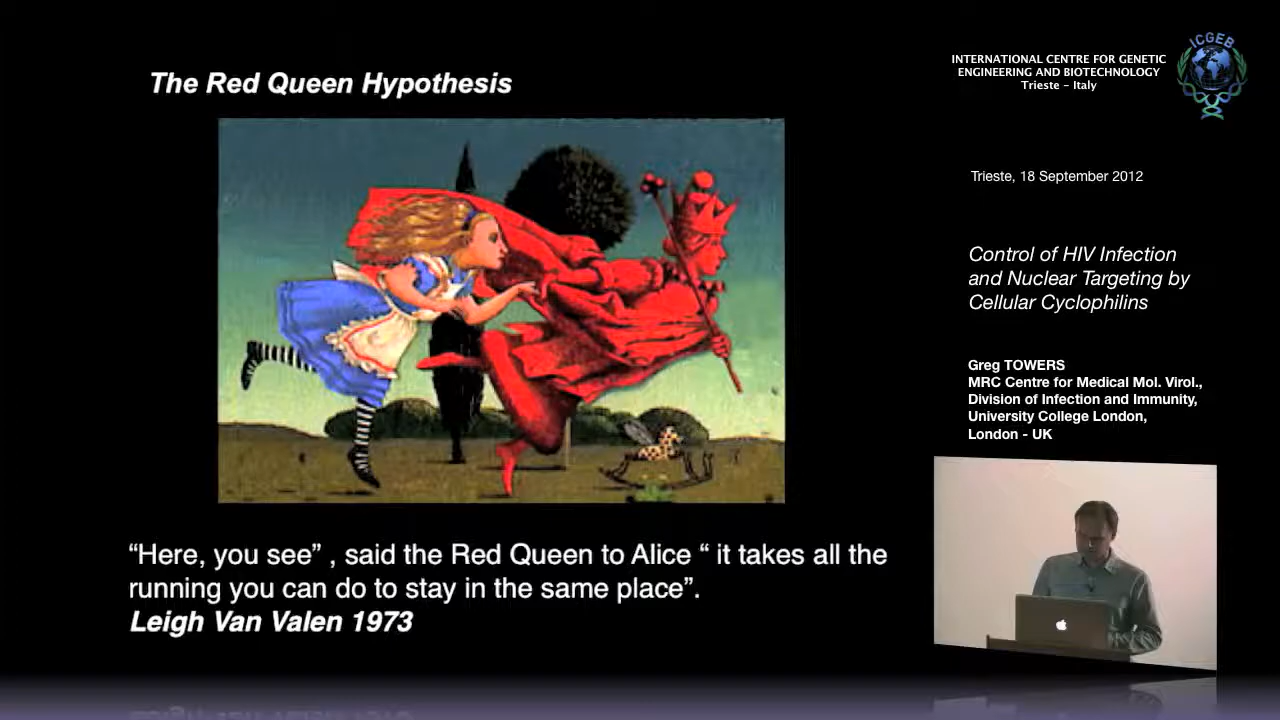 The Red Queen Hypothesis
“Here, you see” , said the Red Queen to Alice “ it takes all the
running you can do to stay in the same place”.
Leigh Van Valen 1973
INTERNATIONAL CENTRE FOR GENETIC
ENGINEERING AND BIOTECHNOLOGY
Trieste – Italy
ICGEB
Trieste, 18 September 2012
Control of HIV Infection
and Nuclear Targeting by
Cellular Cyclophilins
Greg TOWERS
MRC Centre for Medical Mol. Virol.,
Division of Infection and Immunity,
University College London,
London - UK